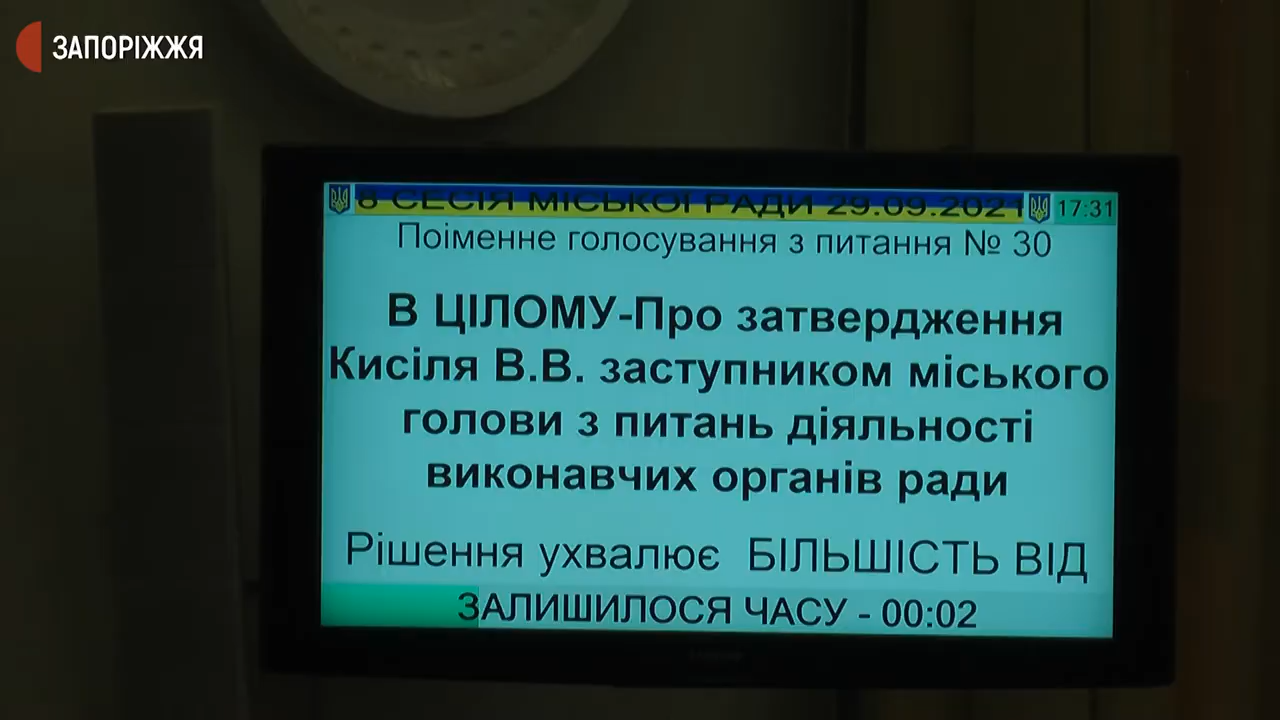 ЗАПОРІЖЖЯ
8 СЕСІЯ МІСЬКОЇ РАДИ 29.09.2021 17:31
Поіменне голосування з питання № 30
В ЦІЛОМУ-Про затвердження
Кисіля В.В. заступником міського
голови з питань діяльності
виконавчих органів ради
Рішення ухвалює БІЛЬШІСТЬ ВІД
ЗАЛИШИЛОСЯ ЧАСУ - 00:02